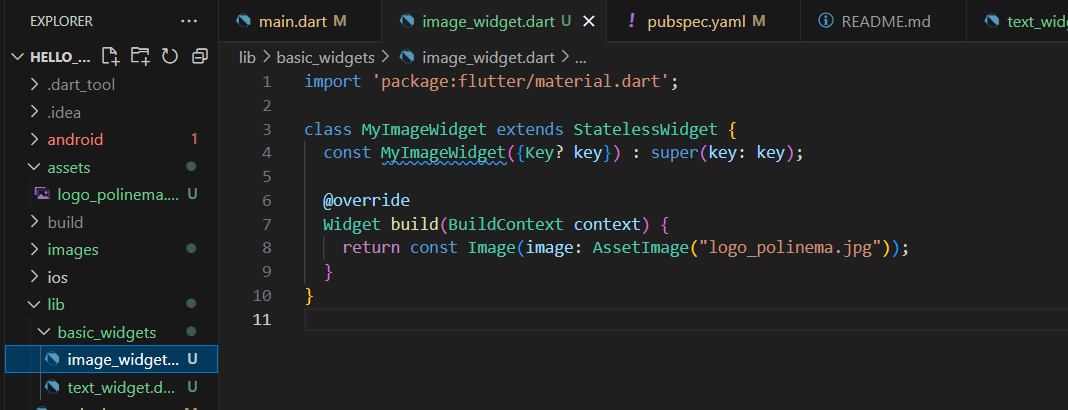 EXPLORER ...
main.dart M
image_widget.dart U
! pubspec.yaml M
README.md
text_widg
HELLO_...
lib > basic_widgets > image_widget.dart > ...
.dart_tool
.idea
android 1
assets
logo_polinema.... U
build
images
ios
lib
basic_widgets
image_widget... U
text_widget.d... U
1 import 'package:flutter/material.dart';
2
3 class MyImageWidget extends StatelessWidget {
4 const MyImageWidget({Key? key}) : super(key: key);
5
6 @override
7 Widget build(BuildContext context) {
8 return const Image(image: AssetImage("logo_polinema.jpg"));
9 }
10 }
11